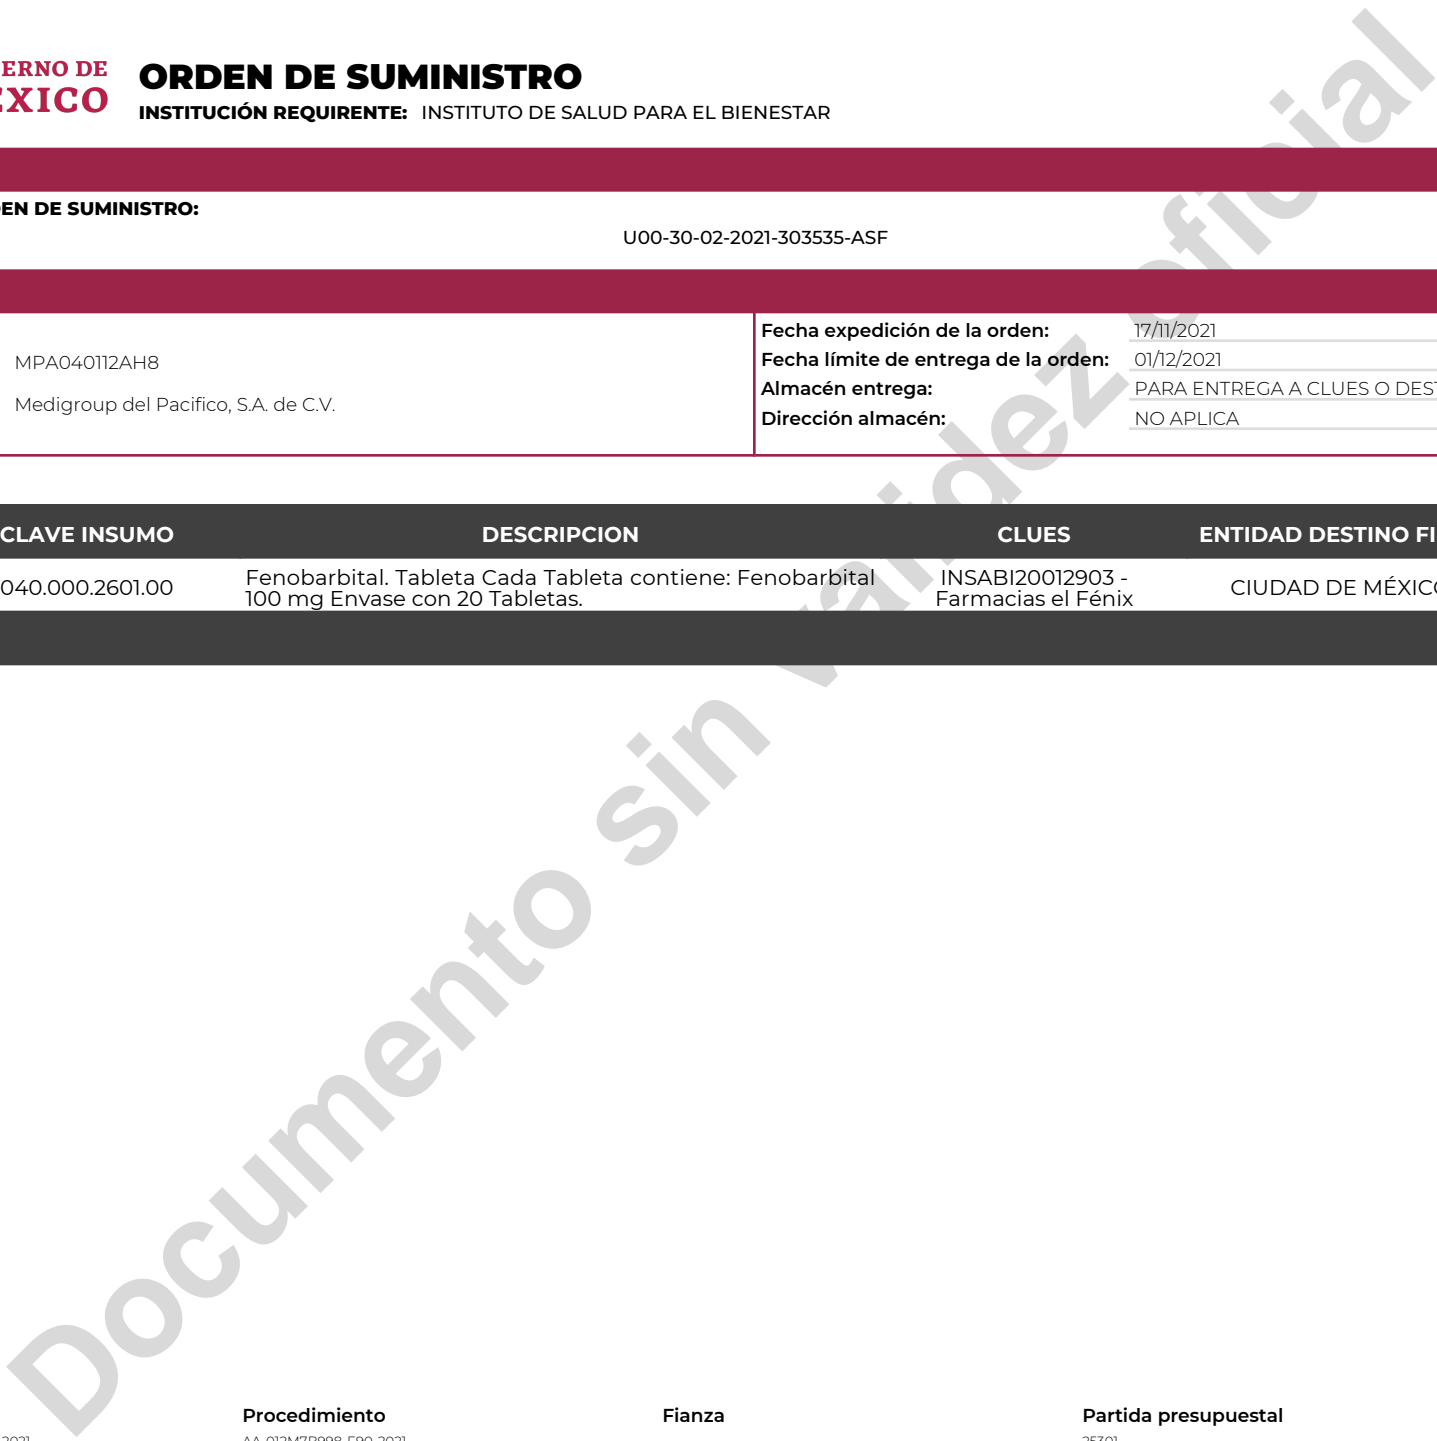 ERNO DE
EXICO
ORDEN DE SUMINISTRO
INSTITUCIÓN REQUIRENTE: INSTITUTO DE SALUD PARA EL BIENESTAR
EN DE SUMINISTRO:
U00-30-02-2021-303535-ASF
MPA040112AH8
Medigroup del Pacifico, S.A. de C.V.
Fecha expedición de la orden: 17/11/2021
Fecha límite de entrega de la orden: 01/12/2021
Almacén entrega: PARA ENTREGA A CLUES O DEST
Dirección almacén: NO APLICA
CLAVE INSUMO DESCRIPCION CLUES ENTIDAD DESTINO FI
040.000.2601.00 Fenobarbital. Tableta Cada Tableta contiene: Fenobarbital INSABI20012903 - CIUDAD DE MÉXICO
100 mg Envase con 20 Tabletas. Farmacias el Fénix
Documento sin validez oficial
Procedimiento Fianza Partida presupuestal